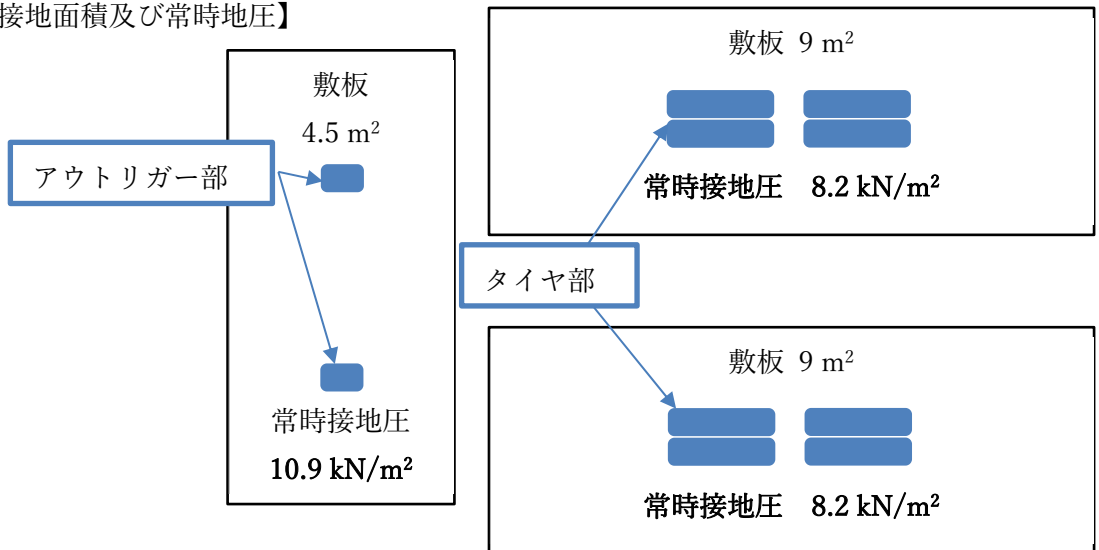 接地面積及び常時地圧】
敷板
4.5 m²
アウトリガー部
常時接地圧
10.9 kN/m²
敷板 9 m²
常時接地圧 8.2 kN/m²
タイヤ部
敷板 9 m²
常時接地圧 8.2 kN/m²